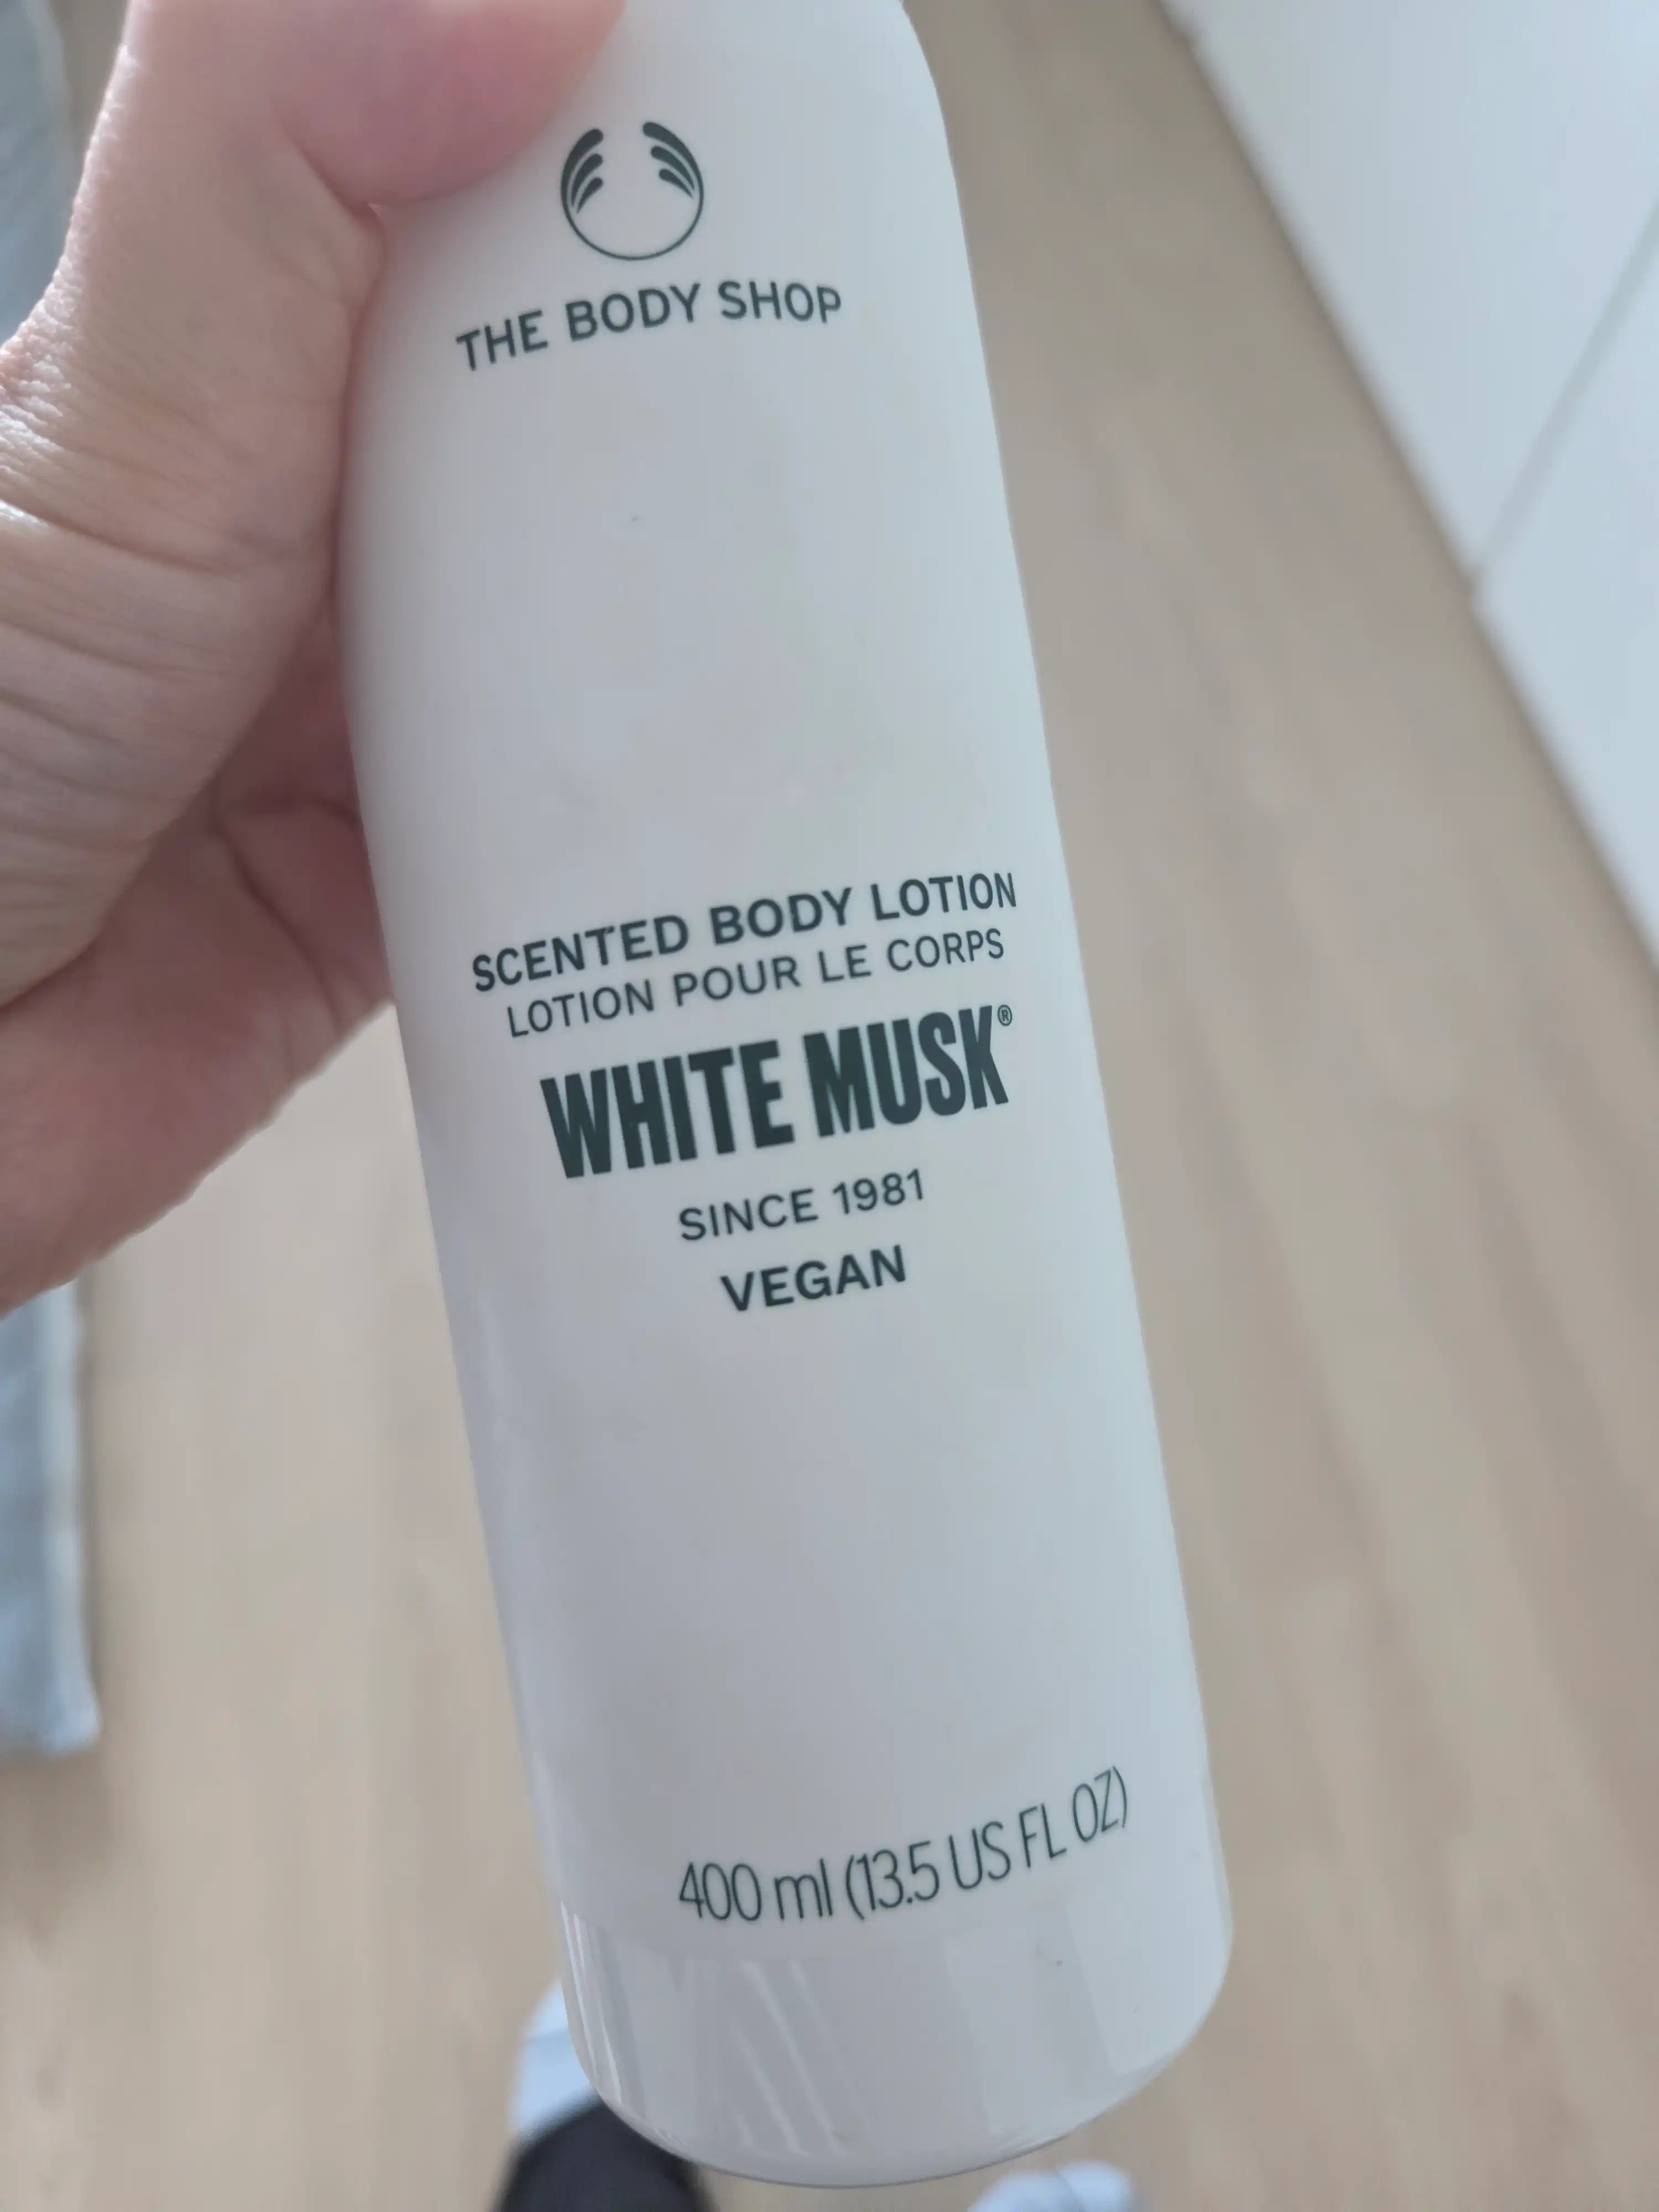 THE BODY SHOP
SCENTED BODY LOTION
LOTION POUR LE CORPS
WHITE MUSK®
SINCE 1981
VEGAN
400 ml (13.5 US FL OZ)